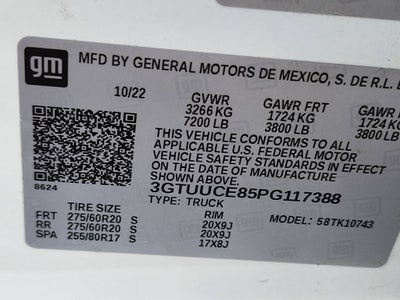 gm
MFD BY GENERAL MOTORS DE MEXICO, S. DE R.L.
10/22 GVWR GAWR FRT GAWR
3266 KG 1724 KG 1724 KG
7200 LB 3800 LB 3800 LB
THIS VEHICLE CONFORMS TO ALL
APPLICABLE U.S. FEDERAL MOTOR
VEHICLE SAFETY STANDARDS IN EFFECT
ON THE DATE OF MANUFACTURE
8624
3GTUUCE85PG117388
TYPE: TRUCK
MODEL: 58TK10743
TIRE SIZE RIM
FRT 275/60R20 S 20X9J
RR 275/60R20 S 20X9J
SPA 255/80R17 S 17X8J